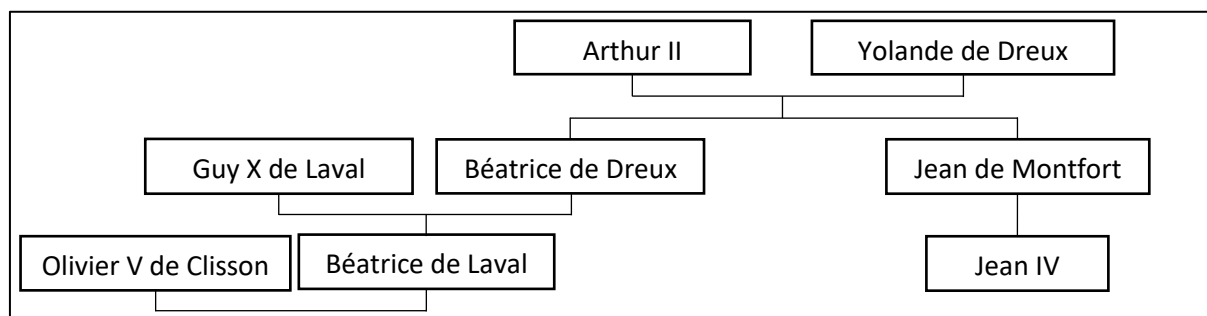 Arthur II
Yolande de Dreux
Guy X de Laval
Béatrice de Dreux
Jean de Montfort
Olivier V de Clisson
Béatrice de Laval
Jean IV